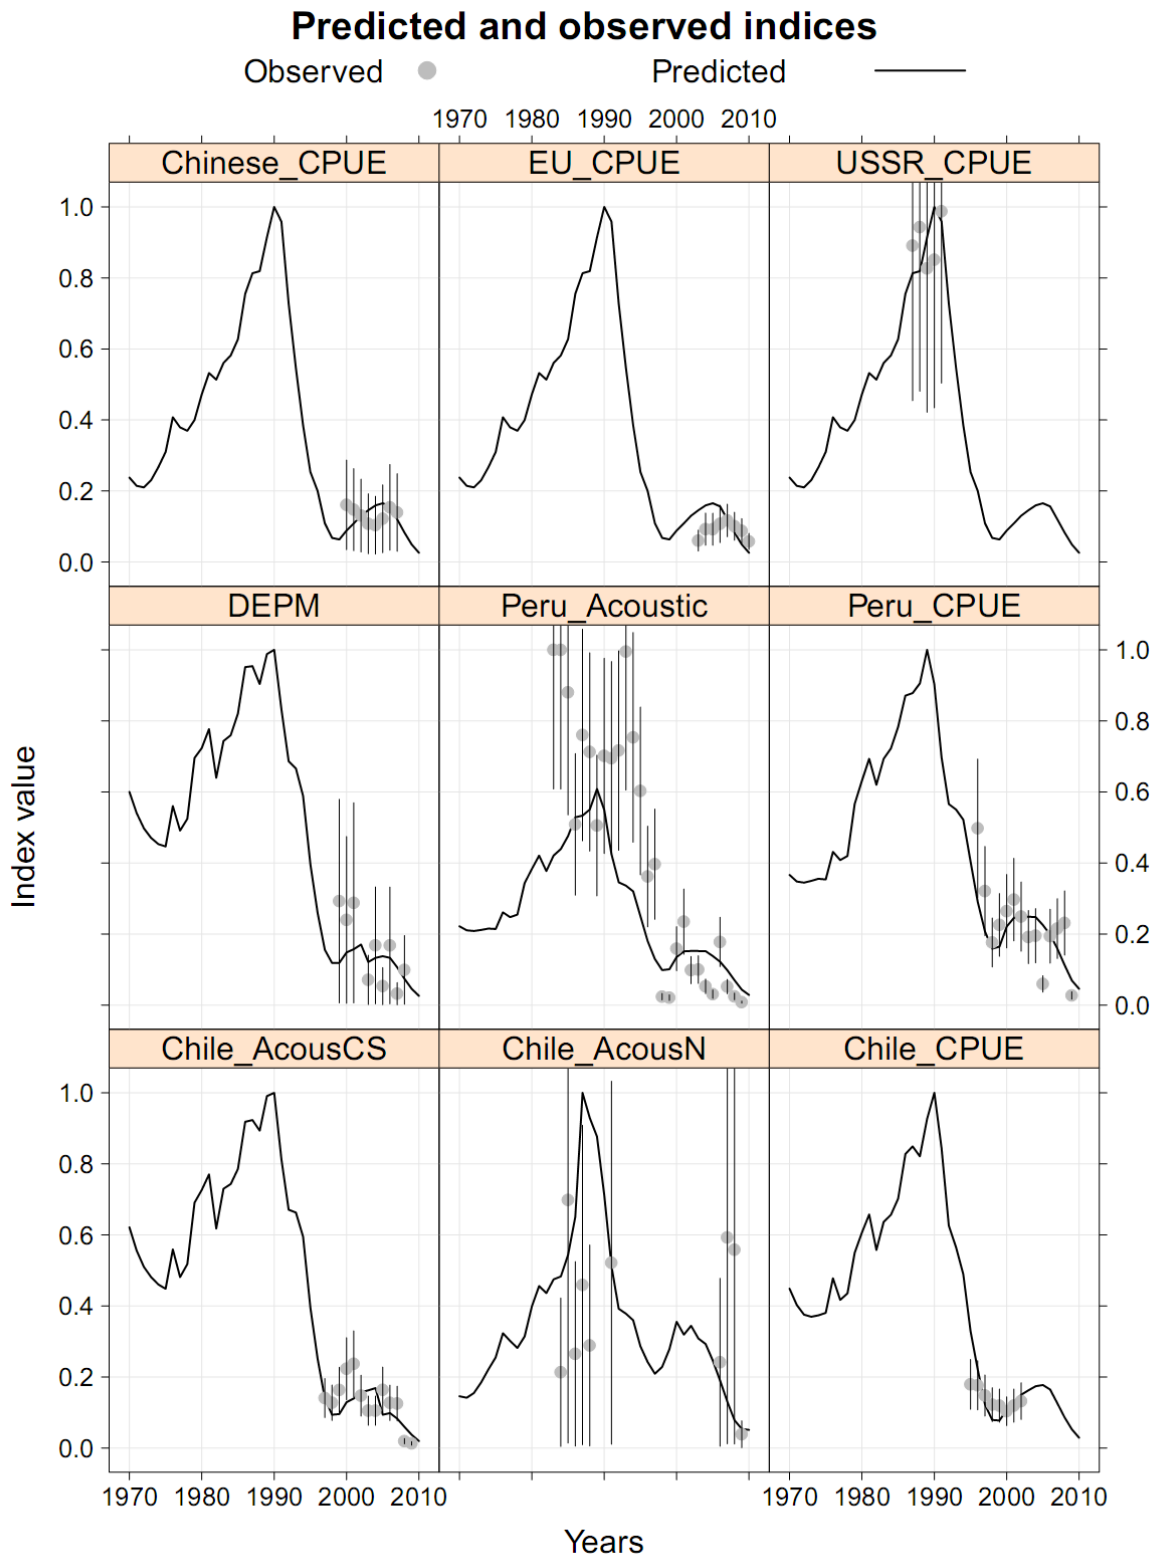 Predicted and observed indices
Observed Predicted
1970 1980 1990 2000 2010
Chinese_CPUE EU_CPUE USSR_CPUE
1.0
0.8
0.6
0.4
0.2
0.0
DEPM Peru_Acoustic Peru_CPUE
1.0
0.8
0.6
0.4
0.2
0.0
Index value
Chile_AcousCS Chile_AcousN Chile_CPUE
1.0
0.8
0.6
0.4
0.2
0.0
1970 1980 1990 2000 2010 1970 1980 1990 2000 2010
Years